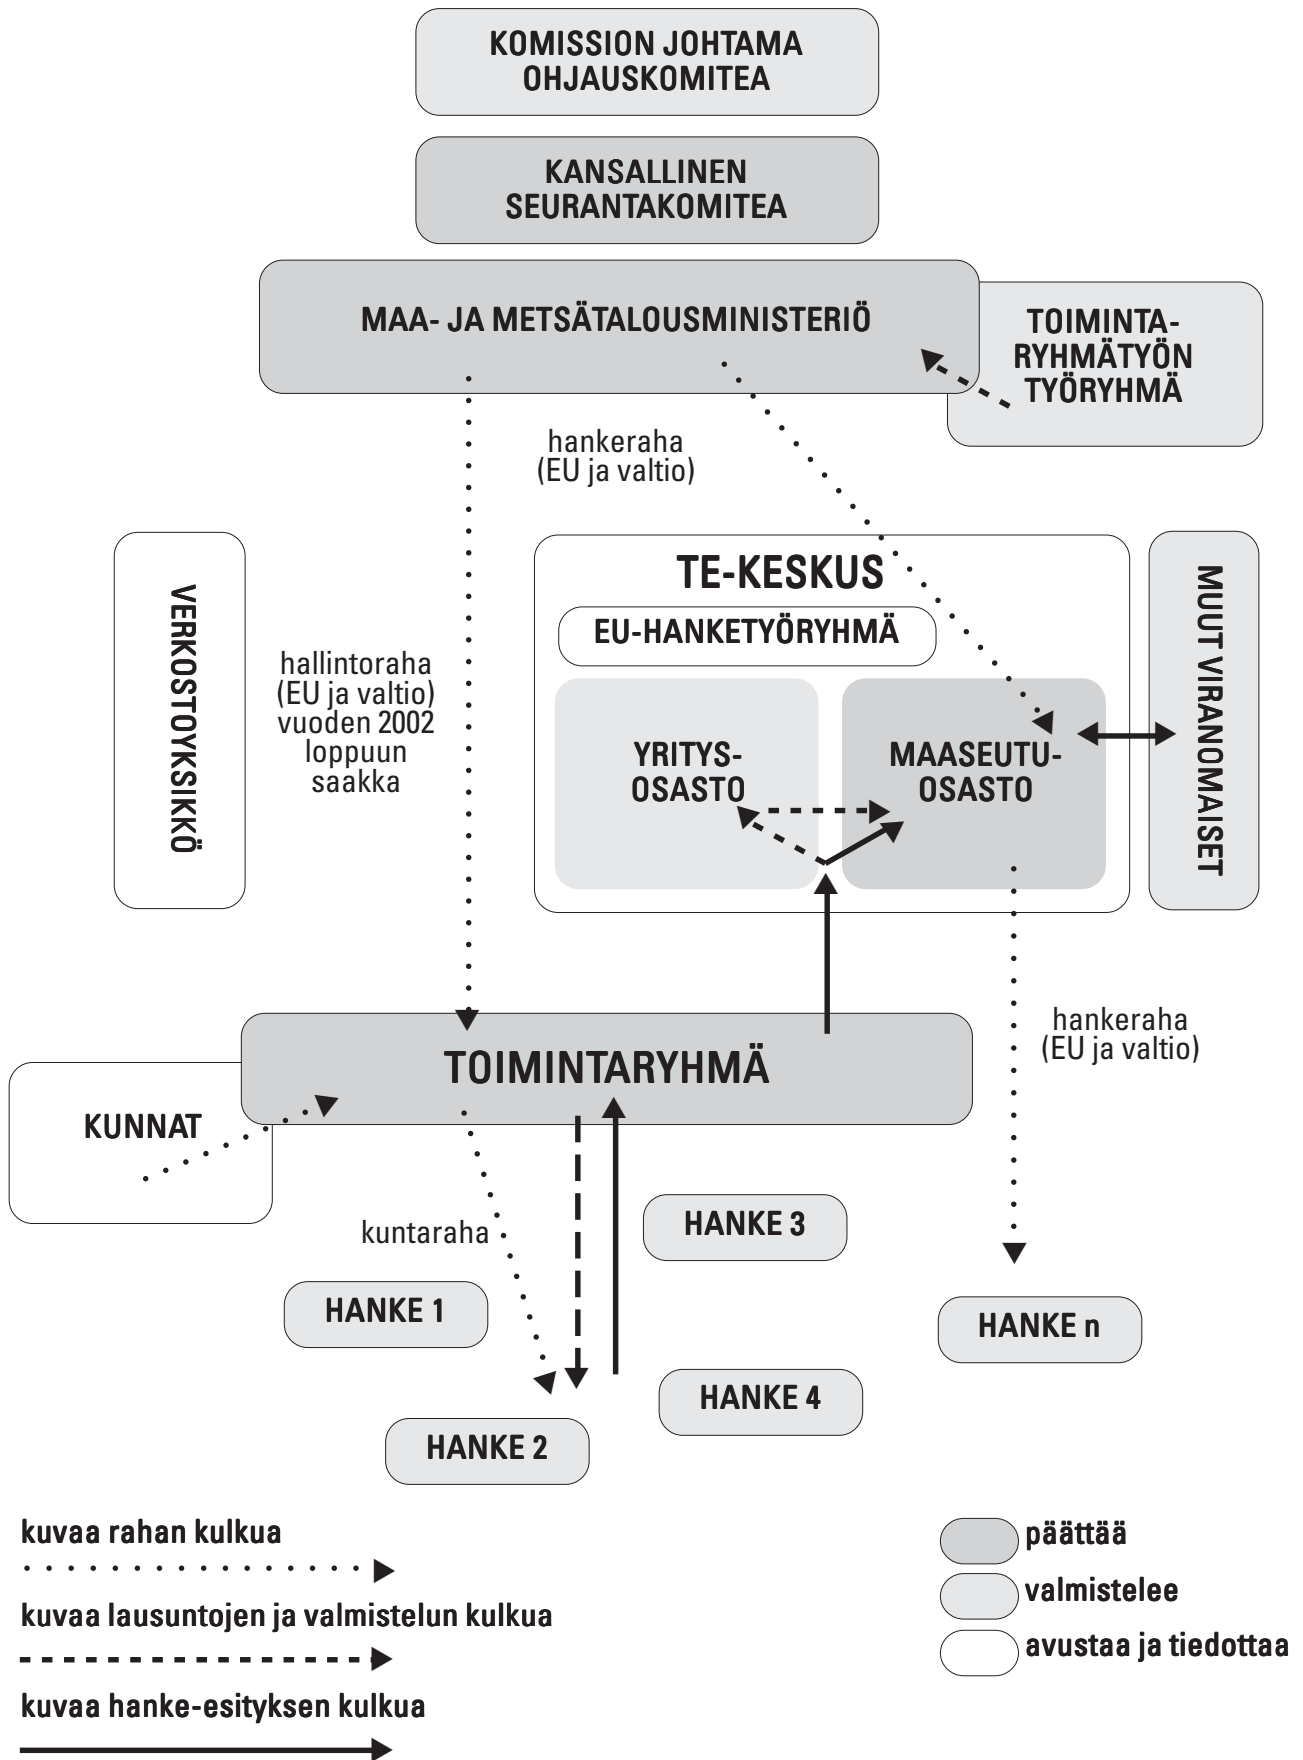 KOMISSION JOHTAMA
OHJAUSKOMITEA
KANSALLINEN
SEURANTAKOMITEA
MAA- JA METSÄTALOUSMINISTERIÖ
TOIMINTA-
RYHMÄTYÖN
TYÖRYHMÄ
hankeraha
(EU ja valtio)
VERKOSTOYKSIKKÖ
hallintoraha
(EU ja valtio)
vuoden 2002
loppuun
saakka
TE-KESKUS
EU-HANKETYÖRYHMÄ
YRITYS-
OSASTO
MAASEUTU-
OSASTO
MUUT VIRANOMAISET
hankeraha
(EU ja valtio)
TOIMINTARYHMÄ
KUNNAT
kuntaraha
HANKE 3
HANKE 1
HANKE n
HANKE 4
HANKE 2
kuvaa rahan kulkua
kuvaa lausuntojen ja valmistelun kulkua
kuvaa hanke-esityksen kulkua
päättää
valmistelee
avustaa ja tiedottaa